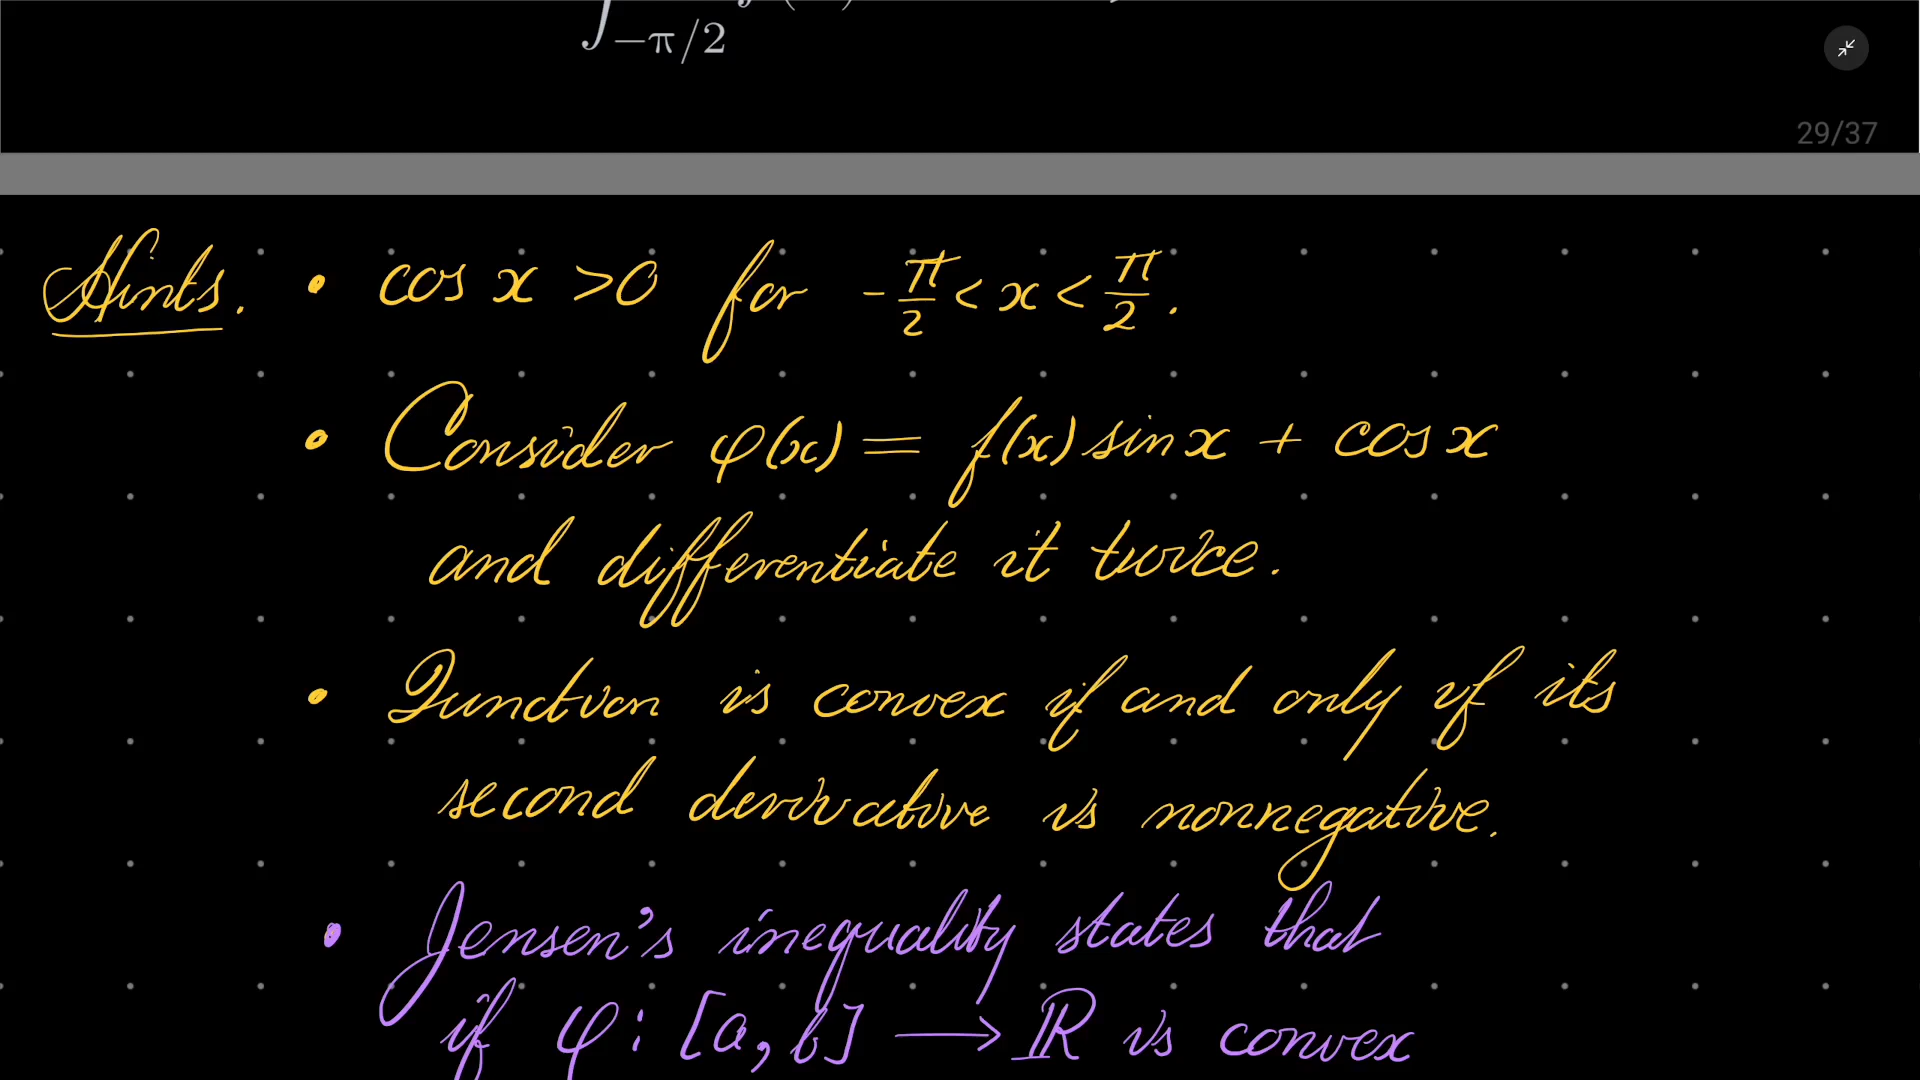 ∫_{-π/2}
29/37
Hints. • cos x > 0 for -π/2 < x < π/2.
• Consider φ(x) = f(x) sin x + cos x
and differentiate it twice.
• Function is convex if and only if its
second derivative is nonnegative.
• Jensen's inequality states that
if φ: [a, b] → ℝ is convex